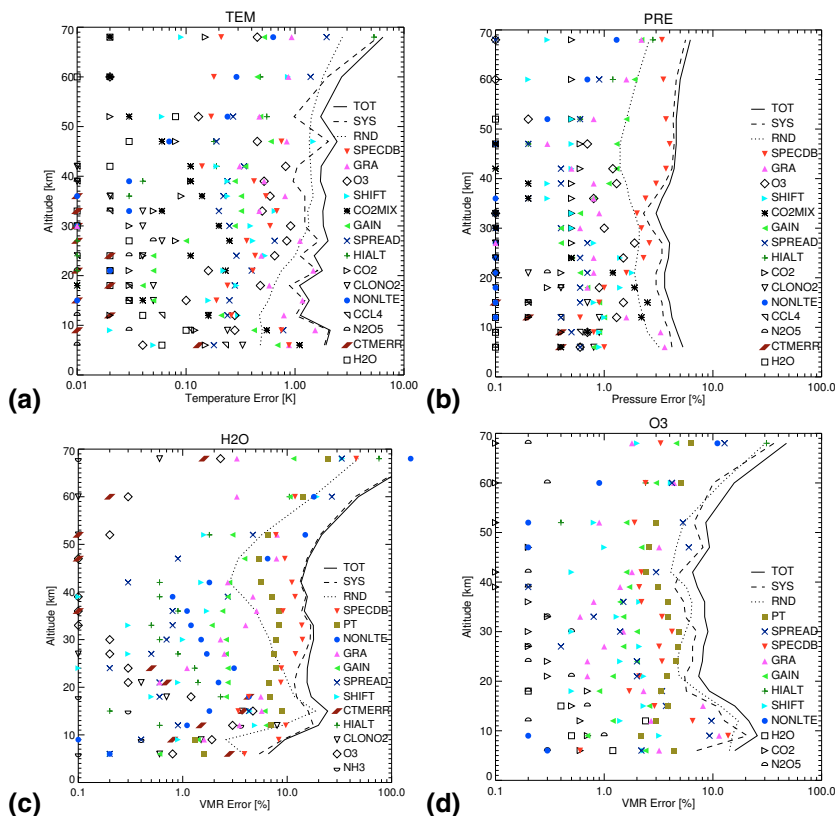 TEM
70
60
50
40
30
20
10
0
Altitude [km]
0.01
0.10
1.00
10.00
Temperature Error [K]
TOT
SYS
RND
SPECDB
GRA
O3
SHIFT
CO2MIX
GAIN
SPREAD
HIALT
CO2
CLONO2
NONLTE
CCL4
N2O5
CTMERR
H2O
(a)
PRE
70
60
50
40
30
20
10
0
Altitude [km]
0.1
1.0
10.0
100.0
Pressure Error [%]
TOT
SYS
RND
SPECDB
GRA
O3
SHIFT
CO2MIX
GAIN
SPREAD
HIALT
CO2
CLONO2
NONLTE
CCL4
N2O5
CTMERR
H2O
(b)
H2O
70
60
50
40
30
20
10
0
Altitude [km]
0.1
1.0
10.0
100.0
VMR Error [%]
TOT
SYS
RND
SPECDB
PT
NONLTE
GRA
GAIN
SPREAD
SHIFT
CTMERR
HIALT
CLONO2
O3
NH3
(c)
O3
70
60
50
40
30
20
10
0
Altitude [km]
0.1
1.0
10.0
100.0
VMR Error [%]
TOT
SYS
RND
PT
SPREAD
SPECDB
GRA
GAIN
HIALT
SHIFT
NONLTE
H2O
CO2
N2O5
(d)